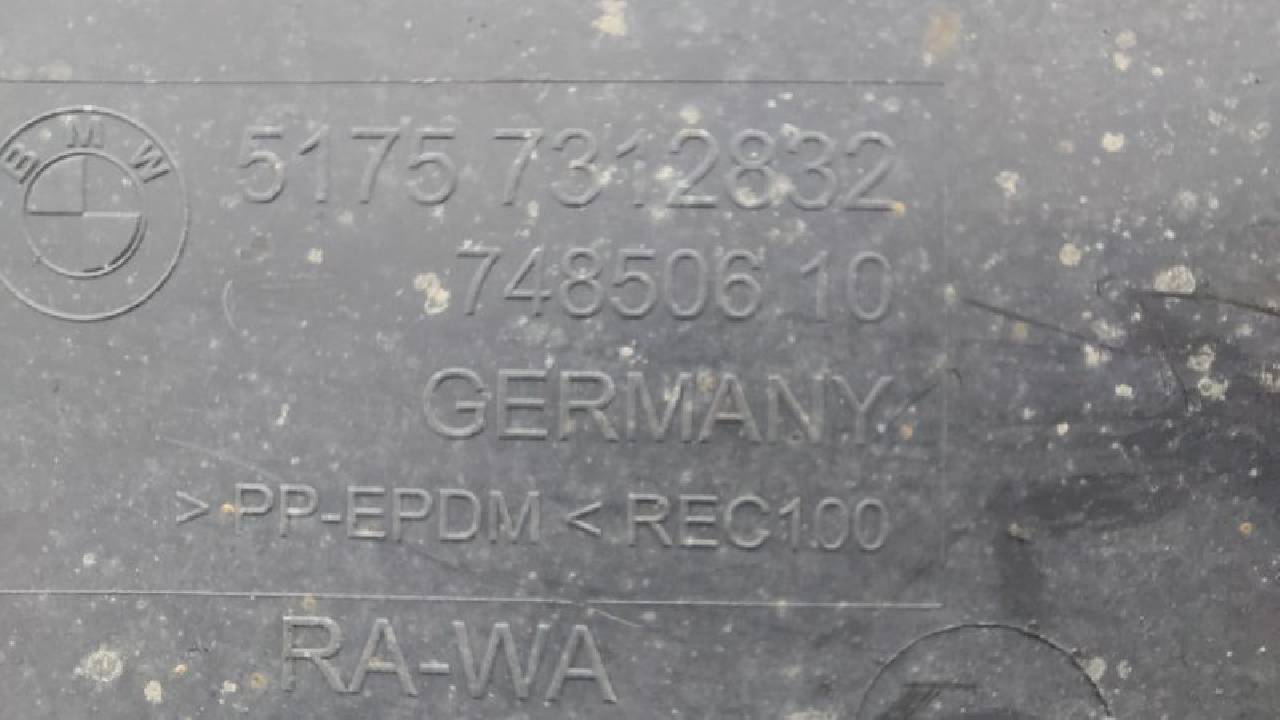 BMW
5175 7312832
748506 10
GERMANY
> PP-EPDM < REC100
RA-WA